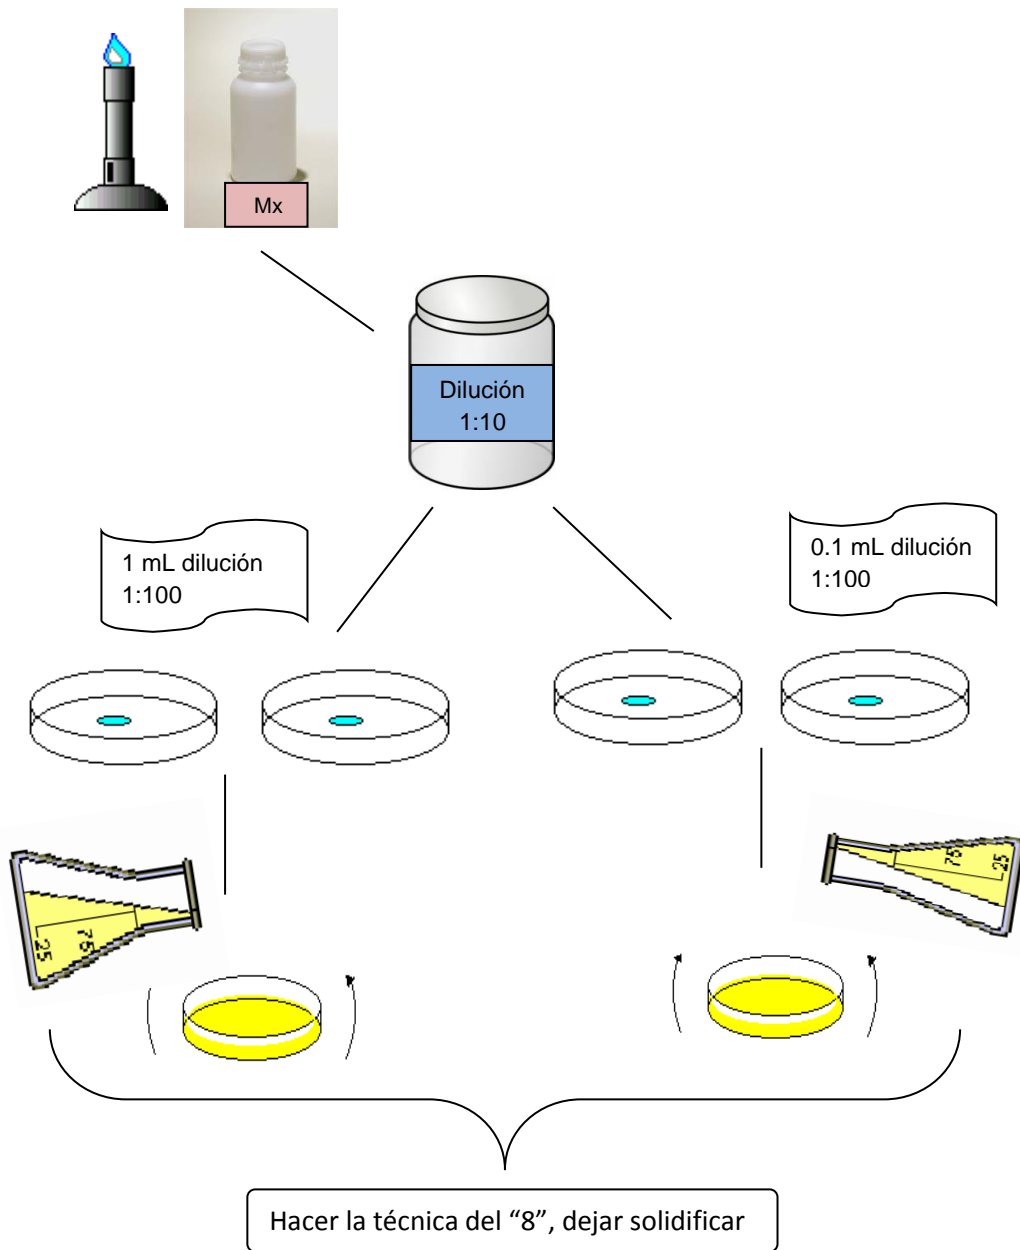 Mx
Dilución
1:10
1 mL dilución
1:100
0.1 mL dilución
1:100
25
75
75
25
Hacer la técnica del “8”, dejar solidificar